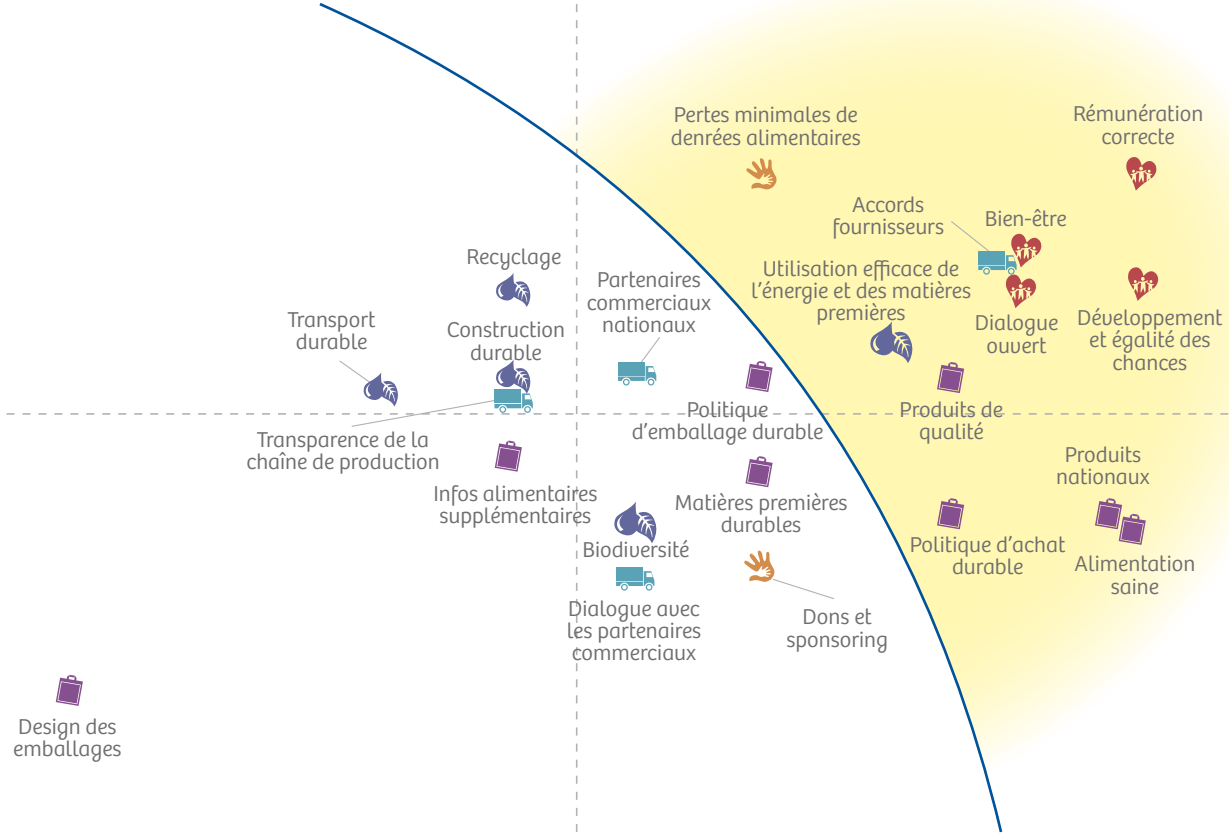 Pertes minimales de
denrées alimentaires
Rémunération
correcte
Accords
fournisseurs
Bien-être
Recyclage
Partenaires
commerciaux
nationaux
Utilisation efficace de
l’énergie et des matières
premières
Transport
durable
Construction
durable
Dialogue
ouvert
Développement
et égalité des
chances
Politique
d’emballage durable
Produits de
qualité
Transparence de la
chaîne de production
Produits
nationaux
Infos alimentaires
supplémentaires
Matières premières
durables
Biodiversité
Politique d’achat
durable
Alimentation
saine
Dialogue avec
les partenaires
commerciaux
Dons et
sponsoring
Design des
emballages